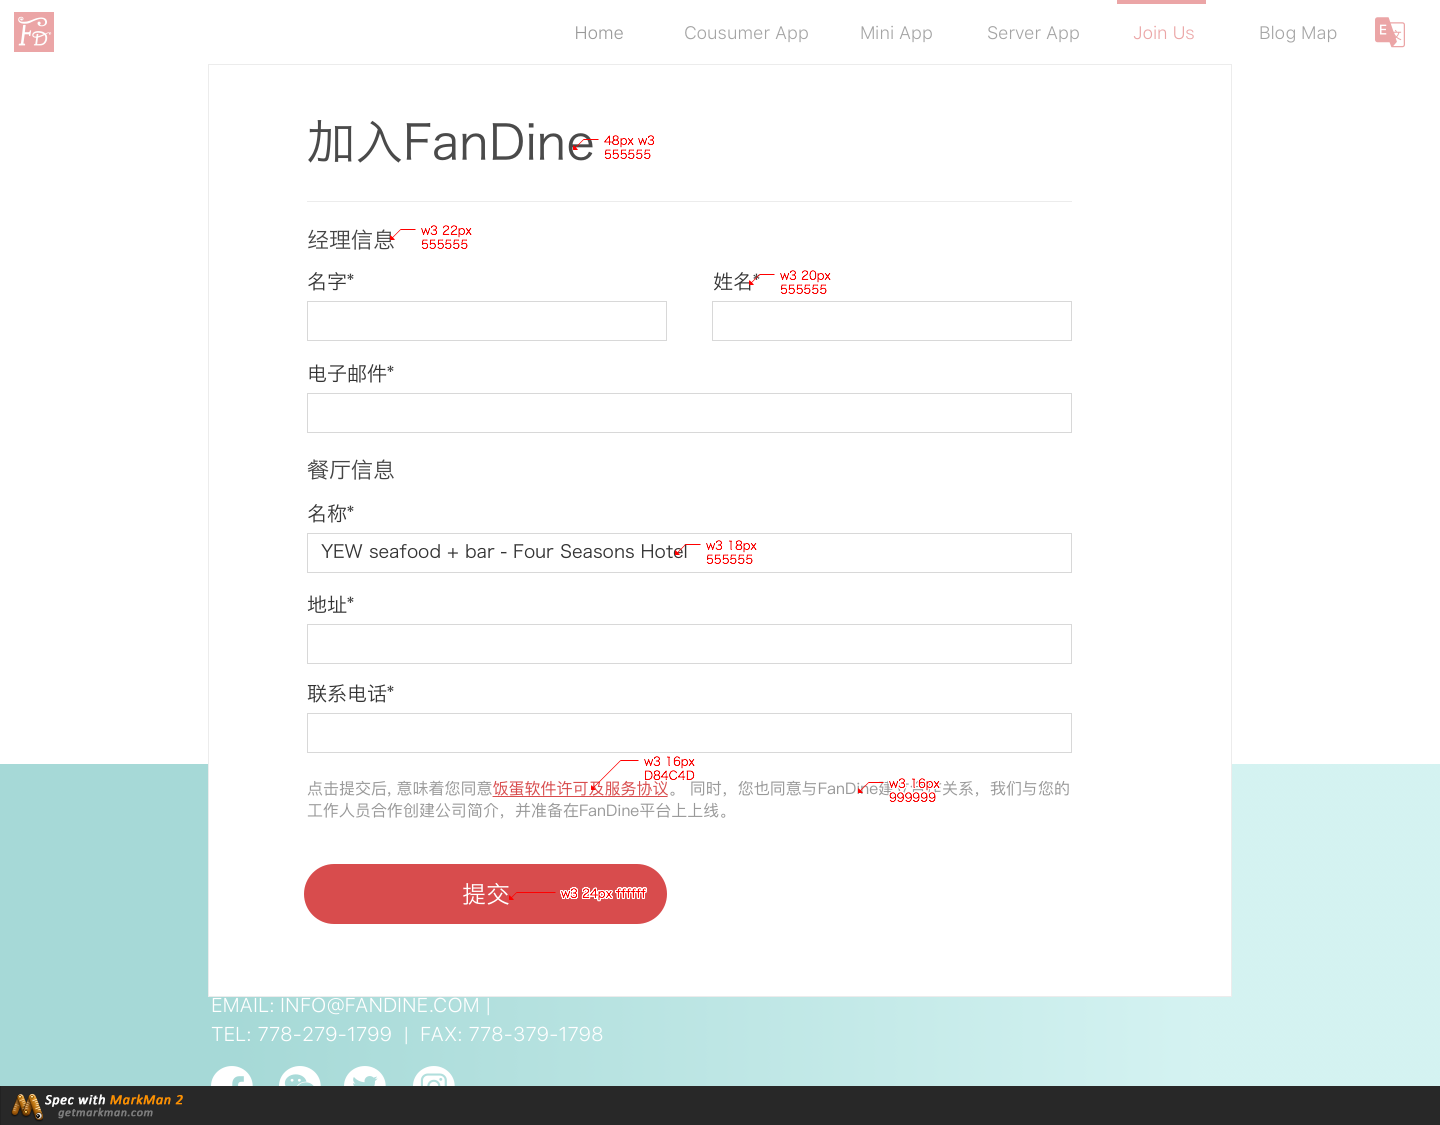 FD
Home Cousumer App Mini App Server App Join Us Blog Map
E 文
加入FanDine
48px w3
555555
经理信息
w3 22px
555555
名字*
姓名*
w3 20px
555555
电子邮件*
餐厅信息
名称*
YEW seafood + bar - Four Seasons Hotel
w3 18px
555555
地址*
联系电话*
w3 16px
D84C4D
点击提交后, 意味着您同意饭蛋软件许可及服务协议。 同时，您也同意与FanDine建立合作关系，我们与您的
w3 16px
999999
工作人员合作创建公司简介，并准备在FanDine平台上上线。
提交
w3 24px ffffff
EMAIL: INFO@FANDINE.COM |
TEL: 778-279-1799 | FAX: 778-379-1798
Spec with MarkMan 2
getmarkman.com